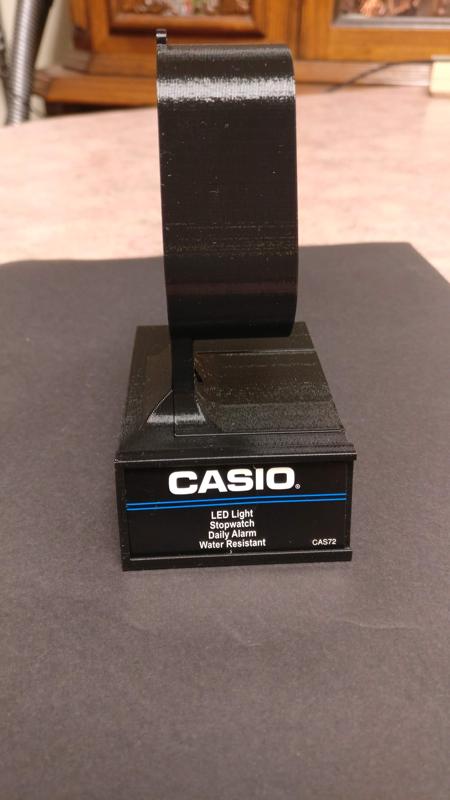 CASIO®
LED Light
Stopwatch
Daily Alarm
Water Resistant
CAS72